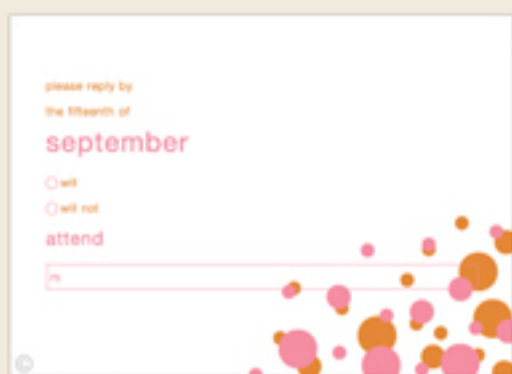 please reply by
the fifteenth of
september
will
will not
attend
m